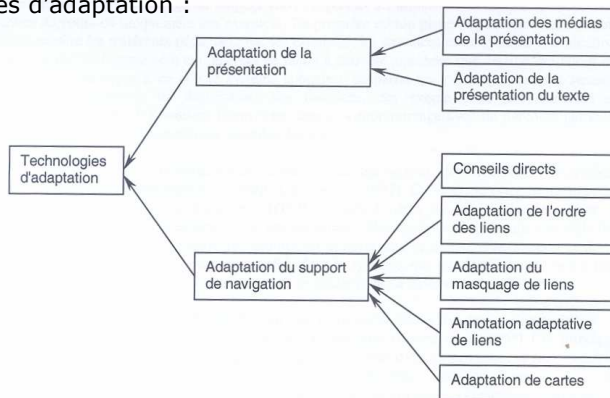 es d'adaptation :
Adaptation des médias
de la présentation
Adaptation de la
présentation
Adaptation de la
présentation du texte
Technologies
d'adaptation
Conseils directs
Adaptation de l'ordre
des liens
Adaptation du support
de navigation
Adaptation du
masquage de liens
Annotation adaptative
de liens
Adaptation de cartes